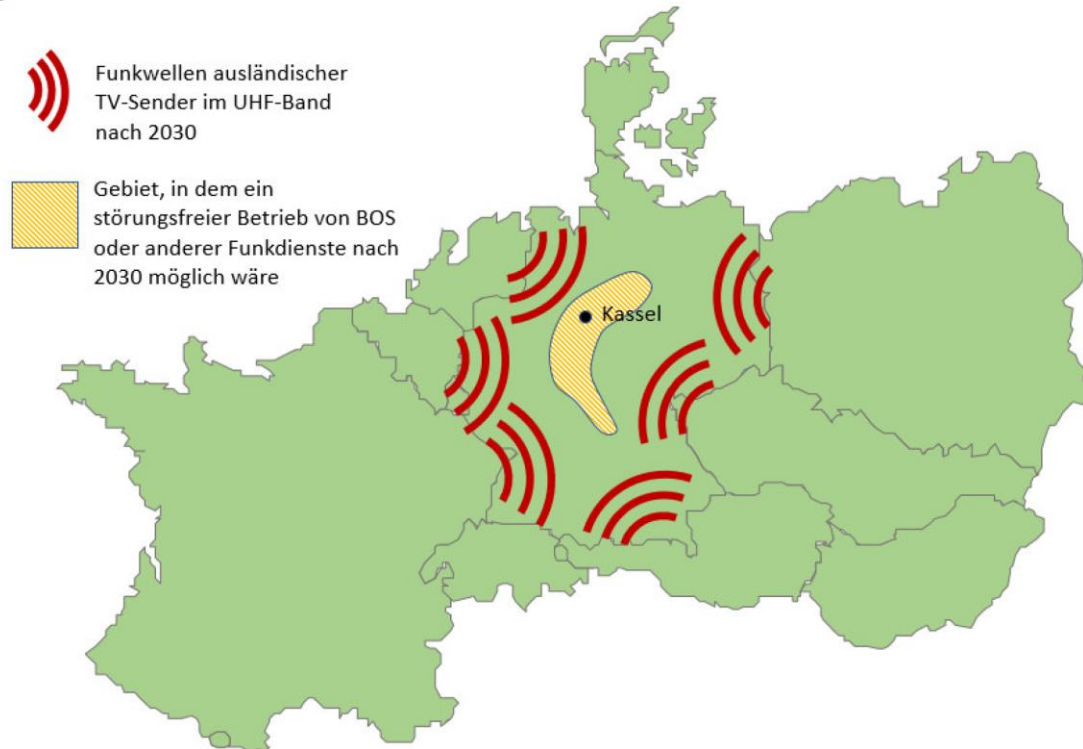 Funkwellen ausländischer
TV-Sender im UHF-Band
nach 2030
Gebiet, in dem ein
störungsfreier Betrieb von BOS
oder anderer Funkdienste nach
2030 möglich wäre
Kassel